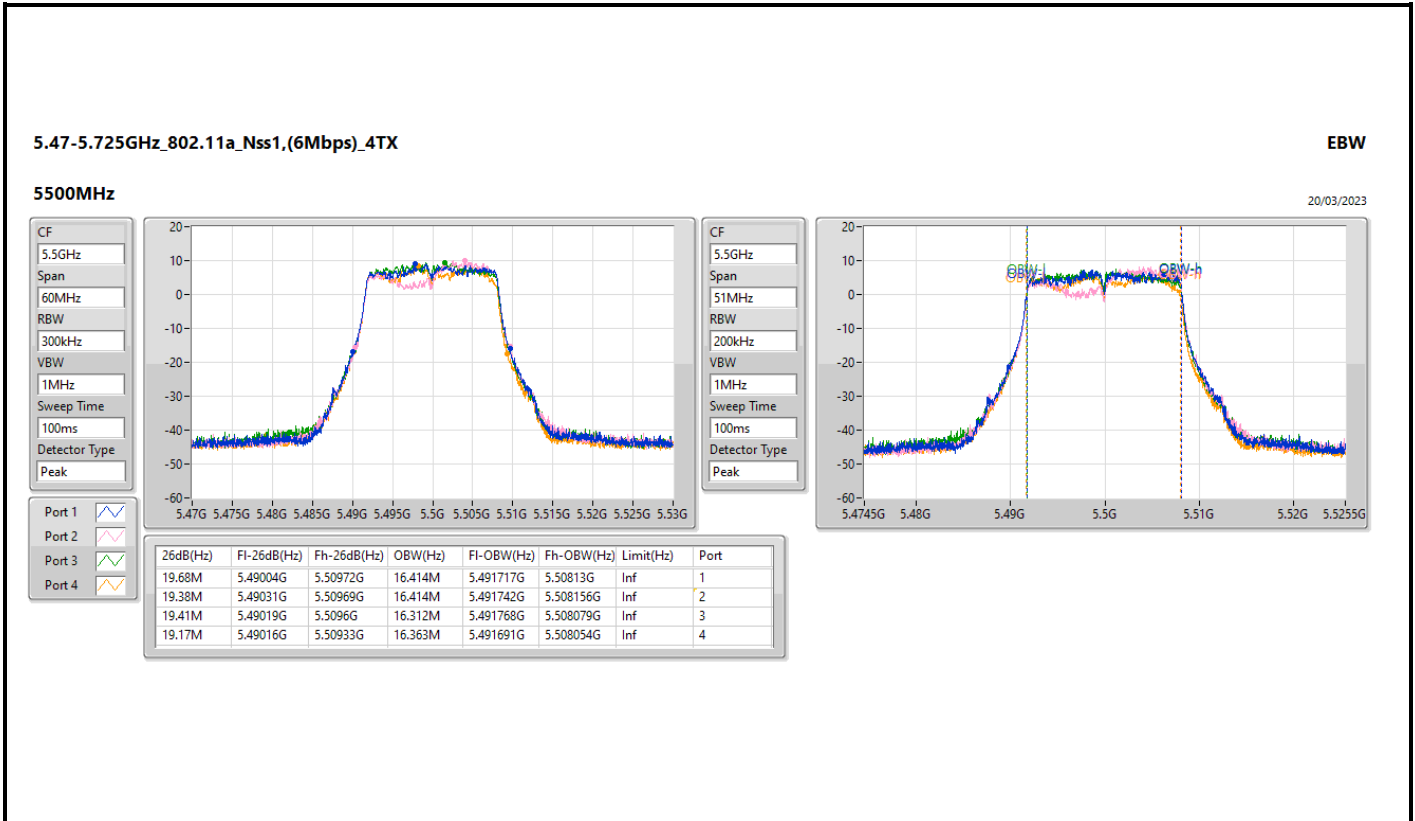 5.47-5.725GHz_802.11a_Nss1,(6Mbps)_4TX
EBW
5500MHz
20/03/2023
CF
5.5GHz
Span
60MHz
RBW
300kHz
VBW
1MHz
Sweep Time
100ms
Detector Type
Peak
20
10
0
-10
-20
-30
-40
-50
-60
5.47G 5.475G 5.48G 5.485G 5.49G 5.495G 5.5G 5.505G 5.51G 5.515G 5.52G 5.525G 5.53G
CF
5.5GHz
Span
51MHz
RBW
200kHz
VBW
1MHz
Sweep Time
100ms
Detector Type
Peak
20
10
0
-10
-20
-30
-40
-50
-60
OBW-l
OBW-h
5.4745G 5.48G 5.49G 5.5G 5.51G 5.52G 5.5255G
Port 1
Port 2
Port 3
Port 4
26dB(Hz) Fl-26dB(Hz) Fh-26dB(Hz) OBW(Hz) Fl-OBW(Hz) Fh-OBW(Hz) Limit(Hz) Port
19.68M 5.49004G 5.50972G 16.414M 5.491717G 5.50813G Inf 1
19.38M 5.49031G 5.50969G 16.414M 5.491742G 5.508156G Inf 2
19.41M 5.49019G 5.5096G 16.312M 5.491768G 5.508079G Inf 3
19.17M 5.49016G 5.50933G 16.363M 5.491691G 5.508054G Inf 4